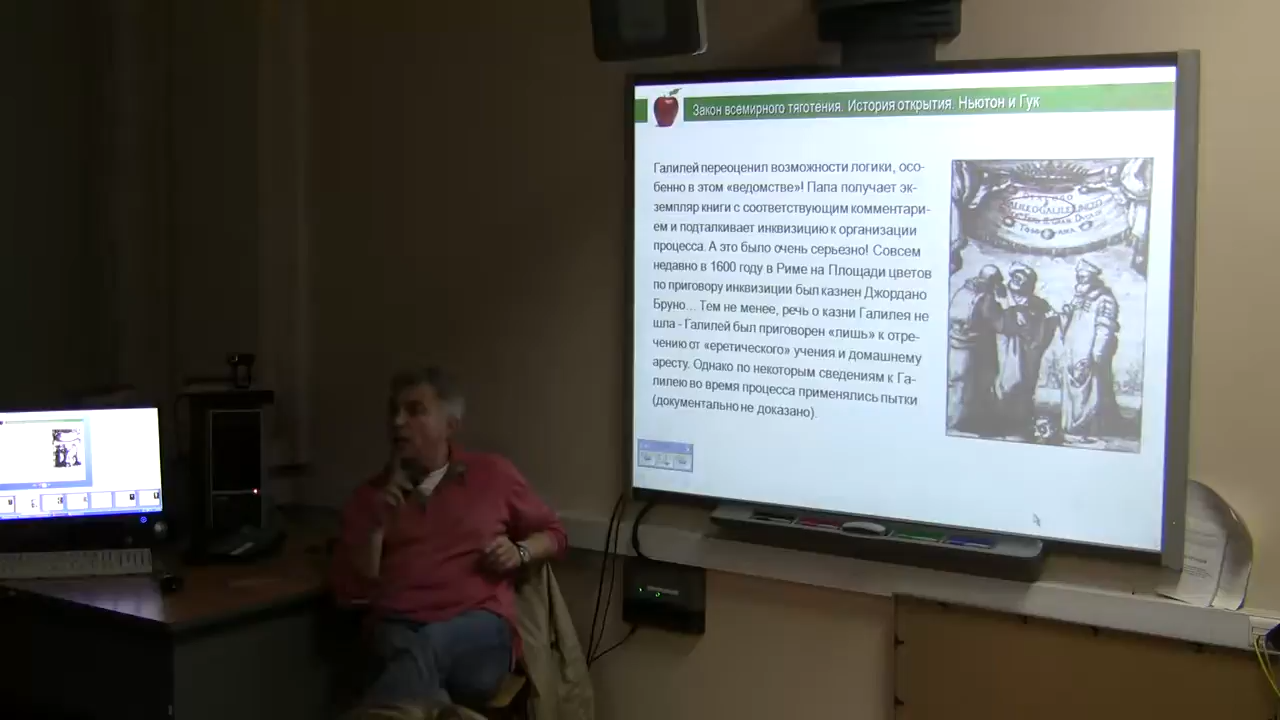 Закон всемирного тяготения. История открытия. Ньютон и Гук
Галилей переоценил возможности логики, осо-
бенно в этом «ведомстве»! Папа получает эк-
земпляр книги с соответствующим комментари-
ем и подталкивает инквизицию к организации
процесса. А это было очень серьезно! Совсем
недавно в 1600 году в Риме на Площади цветов
по приговору инквизиции был казнен Джордано
Бруно... Тем не менее, речь о казни Галилея не
шла - Галилей был приговорен «лишь» к отре-
чению от «еретического» учения и домашнему
аресту. Однако по некоторым сведениям к Га-
лилею во время процесса применялись пытки
(документально не доказано).